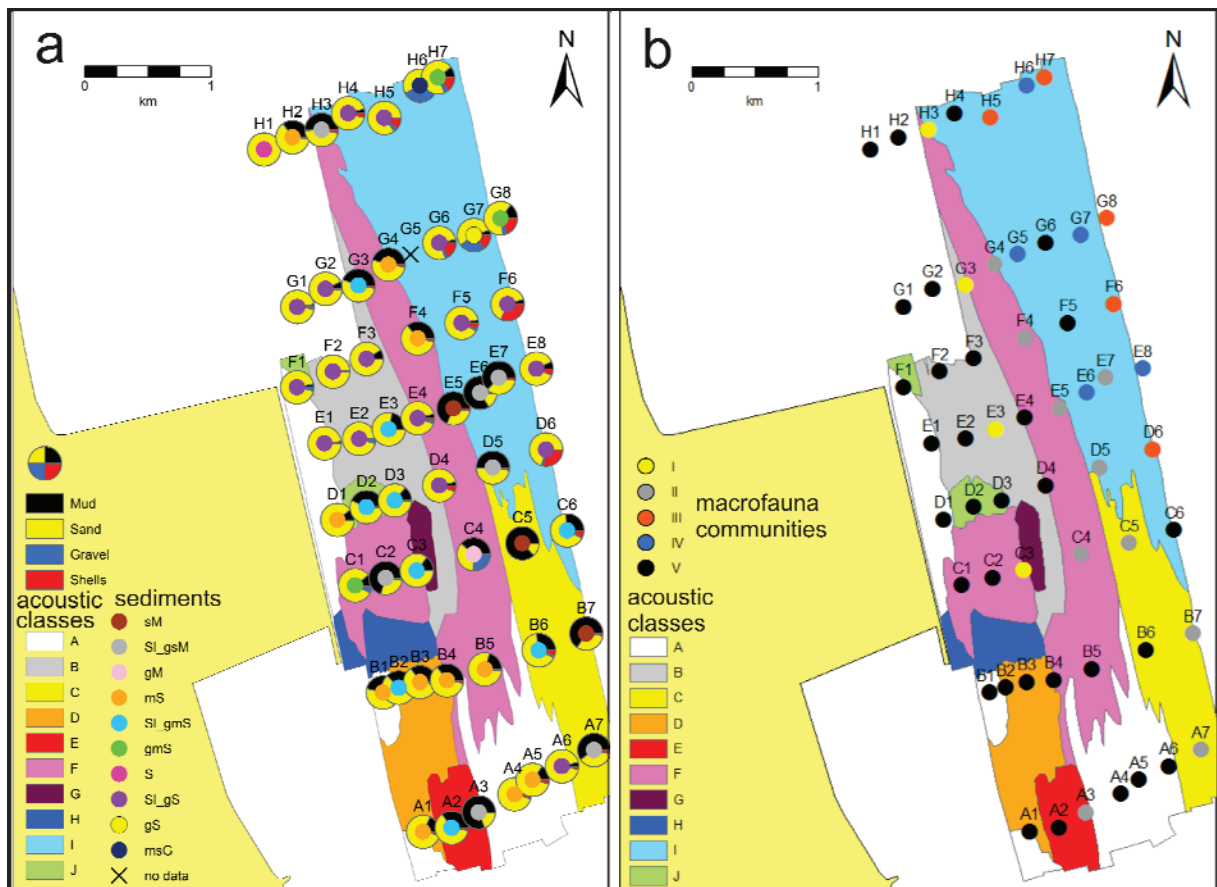 a
N
0 1
km
H1 H2 H3 H4 H5 H6 H7
G1 G2 G3 G4 G5 G6 G7 G8
F1 F2 F3 F4 F5 F6
E1 E2 E3 E4 E5 E6 E7 E8
D1 D2 D3 D4 D5 D6
C1 C2 C3 C4 C5 C6
B1 B2 B3 B4 B5 B6 B7
A1 A2 A3 A4 A5 A6 A7
Mud
Sand
Gravel
Shells
acoustic
classes
A
B
C
D
E
F
G
H
I
J
sediments
sM
Sl_gsM
gM
mS
Sl_gmS
gmS
S
Sl_gS
gS
msG
no data
b
N
0 1
km
H1 H2 H3 H4 H5 H6 H7
G1 G2 G3 G4 G5 G6 G7 G8
F1 F2 F3 F4 F5 F6
E1 E2 E3 E4 E5 E6 E7 E8
D1 D2 D3 D4 D5 D6
C1 C2 C3 C4 C5 C6
B1 B2 B3 B4 B5 B6 B7
A1 A2 A3 A4 A5 A6 A7
I
II
III
IV
V
macrofauna
communities
acoustic
classes
A
B
C
D
E
F
G
H
I
J